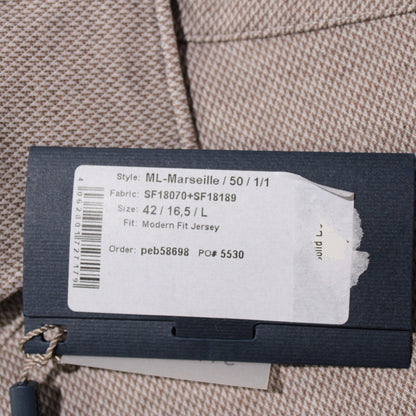 Style: ML-Marseille / 50 / 1/1
Fabric: SF18070+SF18189
Size: 42 / 16,5 / L
Fit: Modern Fit Jersey
Order: peb58698 PO# 5530